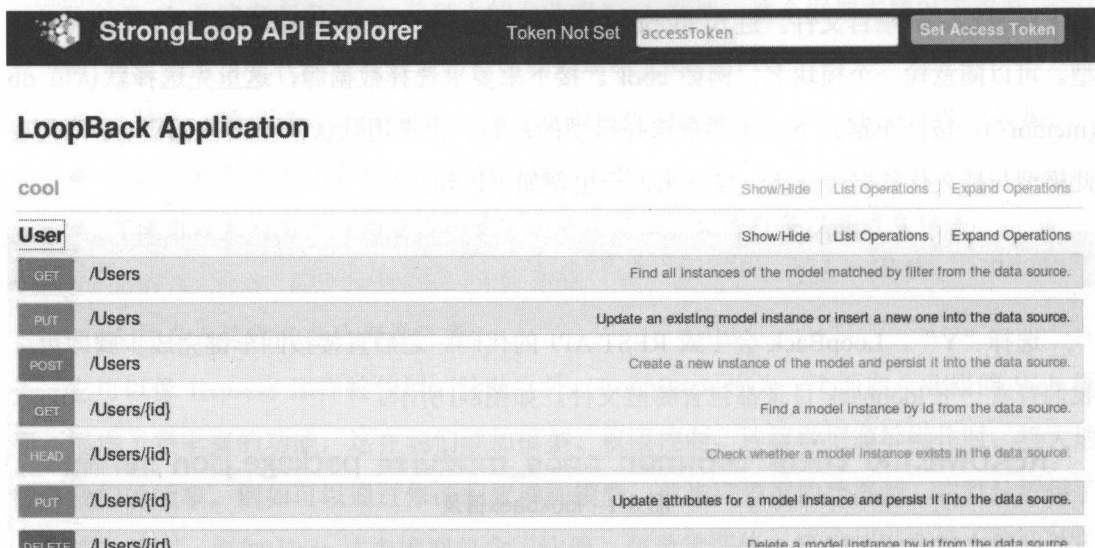 StrongLoop API Explorer Token Not Set accessToken Set Access Token
LoopBack Application
cool Show/Hide List Operations Expand Operations
User Show/Hide List Operations Expand Operations
GET /Users Find all instances of the model matched by filter from the data source.
PUT /Users Update an existing model instance or insert a new one into the data source.
POST /Users Create a new instance of the model and persist it into the data source.
GET /Users/{id} Find a model instance by id from the data source.
HEAD /Users/{id} Check whether a model instance exists in the data source.
PUT /Users/{id} Update attributes for a model instance and persist it into the data source.
DELETE /Users/{id} Delete a model instance by id from the data source.